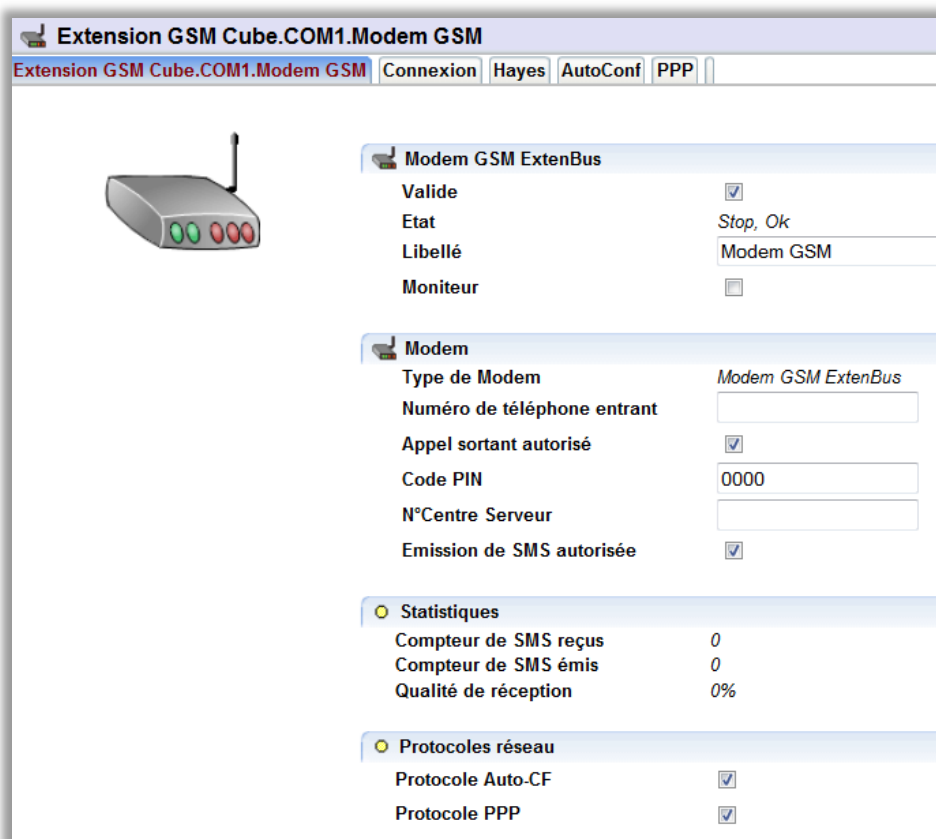 Extension GSM Cube.COM1.Modem GSM
Extension GSM Cube.COM1.Modem GSM Connexion Hayes AutoConf PPP
Modem GSM ExtenBus
Valide
Etat Stop, Ok
Libellé Modem GSM
Moniteur
Modem
Type de Modem Modem GSM ExtenBus
Numéro de téléphone entrant
Appel sortant autorisé
Code PIN 0000
N°Centre Serveur
Emission de SMS autorisée
Statistiques
Compteur de SMS reçus 0
Compteur de SMS émis 0
Qualité de réception 0%
Protocoles réseau
Protocole Auto-CF
Protocole PPP